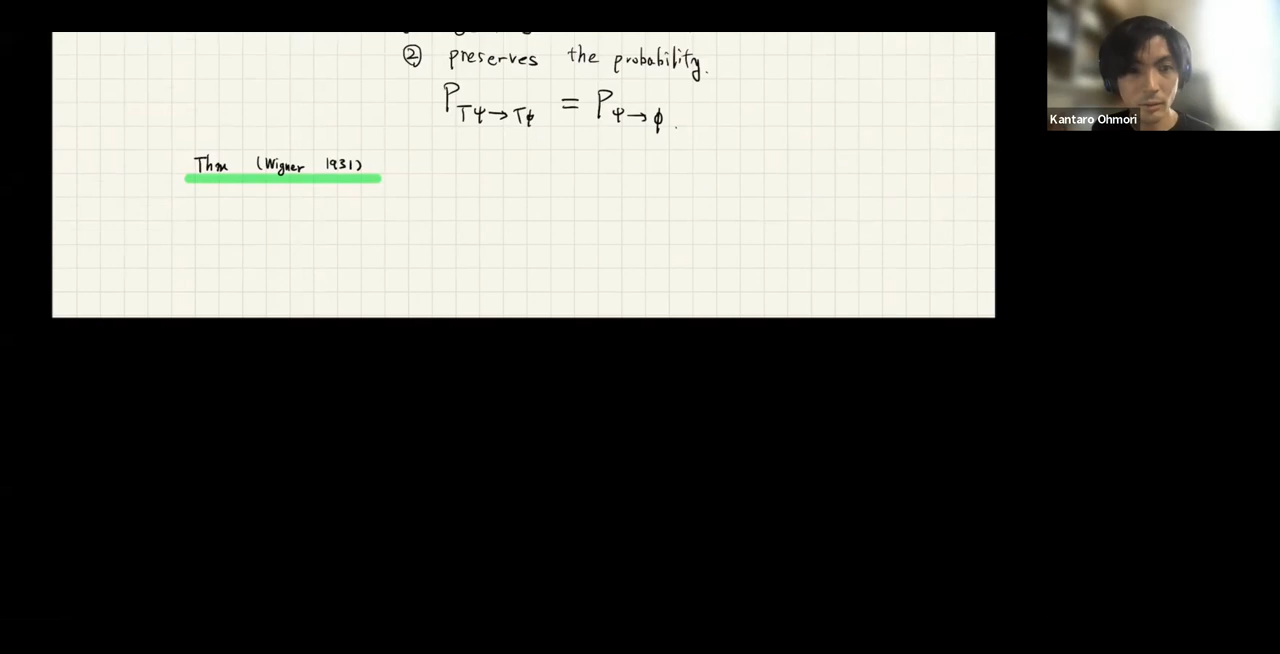 ② preserves the probability.
P_{Tψ→Tϕ} = P_{ψ→ϕ}.
Thm (Wigner 1931)
Kantaro Ohmori